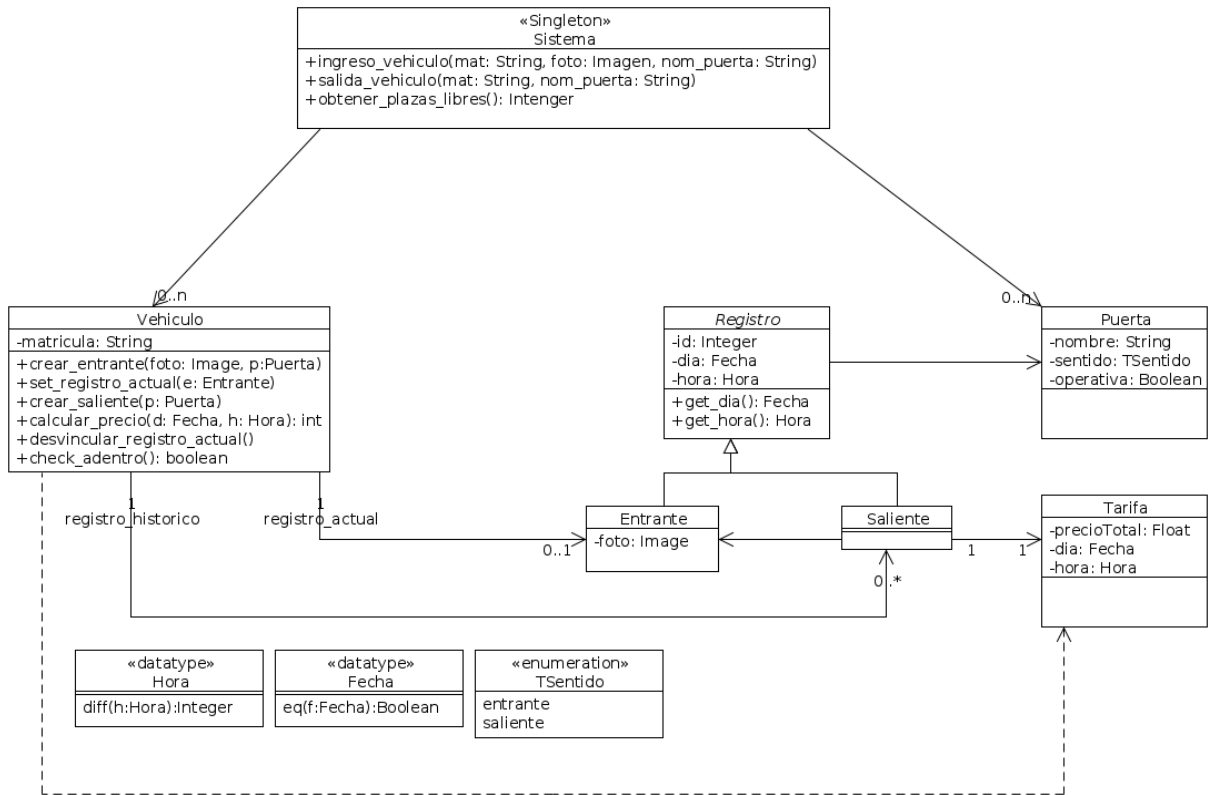 «Singleton»
Sistema
+ingreso_vehiculo(mat: String, foto: Imagen, nom_puerta: String)
+salida_vehiculo(mat: String, nom_puerta: String)
+obtener_plazas_libres(): Intenger
0..n
0..n
Vehiculo
-matricula: String
+crear_entrante(foto: Image, p:Puerta)
+set_registro_actual(e: Entrante)
+crear_saliente(p: Puerta)
+calcular_precio(d: Fecha, h: Hora): int
+desvincular_registro_actual()
+check_adentro(): boolean
Registro
-id: Integer
-dia: Fecha
-hora: Hora
+get_dia(): Fecha
+get_hora(): Hora
Puerta
-nombre: String
-sentido: TSentido
-operativa: Boolean
1
registro_historico
1
registro_actual
0..1
Entrante
-foto: Image
Saliente
1
1
0..*
Tarifa
-precioTotal: Float
-dia: Fecha
-hora: Hora
«datatype»
Hora
diff(h:Hora):Integer
«datatype»
Fecha
eq(f:Fecha):Boolean
«enumeration»
TSentido
entrante
saliente